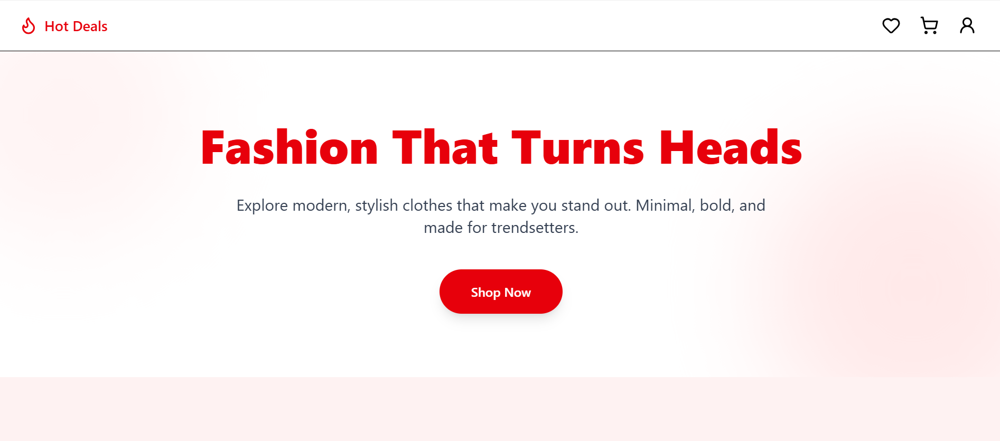 Hot Deals
Fashion That Turns Heads
Explore modern, stylish clothes that make you stand out. Minimal, bold, and
made for trendsetters.
Shop Now